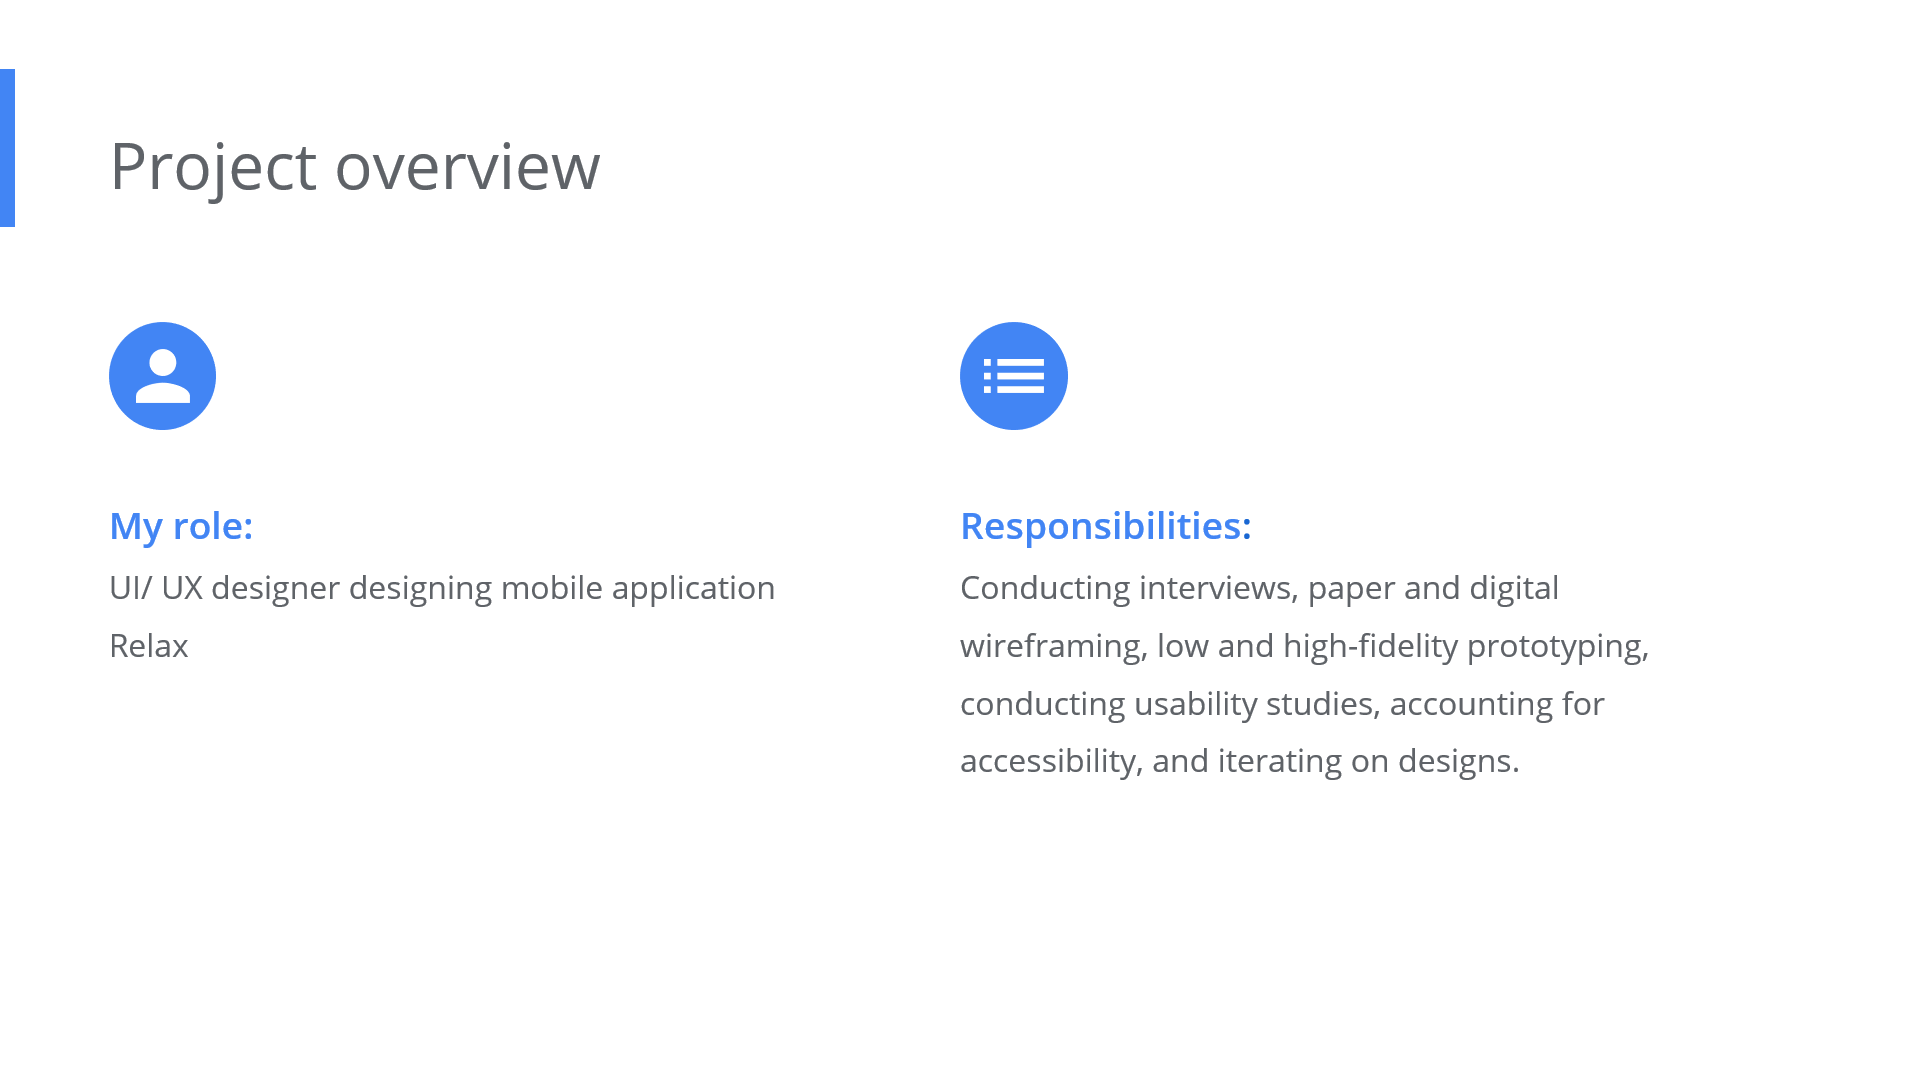 Project overview
My role:
UI/ UX designer designing mobile application
Relax
Responsibilities:
Conducting interviews, paper and digital
wireframing, low and high-fidelity prototyping,
conducting usability studies, accounting for
accessibility, and iterating on designs.